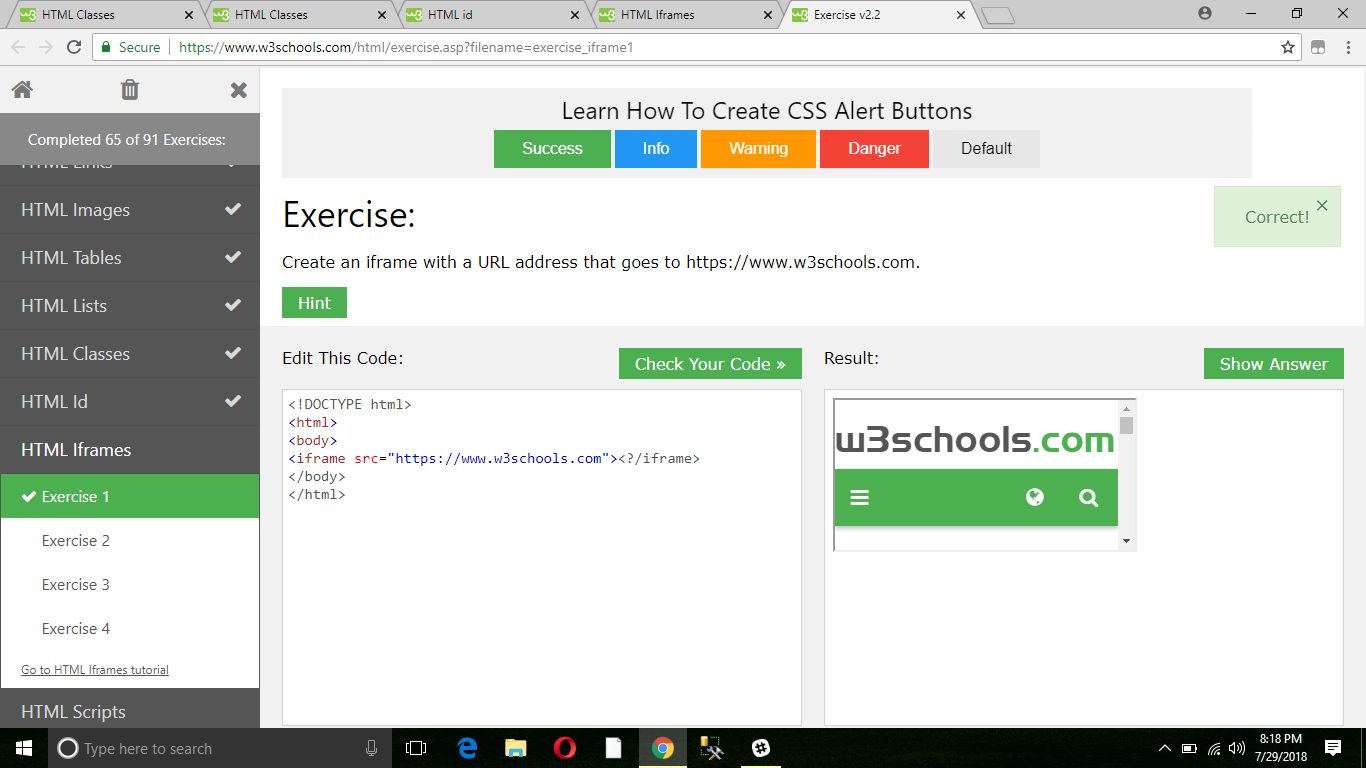 HTML Classes
HTML Classes
HTML id
HTML Iframes
Exercise v2.2
Secure
https://www.w3schools.com/html/exercise.asp?filename=exercise_iframe1
Completed 65 of 91 Exercises:
HTML Links
HTML Images
HTML Tables
HTML Lists
HTML Classes
HTML Id
HTML Iframes
Exercise 1
Exercise 2
Exercise 3
Exercise 4
Go to HTML Iframes tutorial
HTML Scripts
Learn How To Create CSS Alert Buttons
Success Info Warning Danger Default
Exercise:
Correct!
Create an iframe with a URL address that goes to https://www.w3schools.com.
Hint
Edit This Code:
Check Your Code »
<!DOCTYPE html>
<html>
<body>
<iframe src="https://www.w3schools.com"><?/iframe>
</body>
</html>
Result:
Show Answer
w3schools.com
Type here to search
8:18 PM
7/29/2018